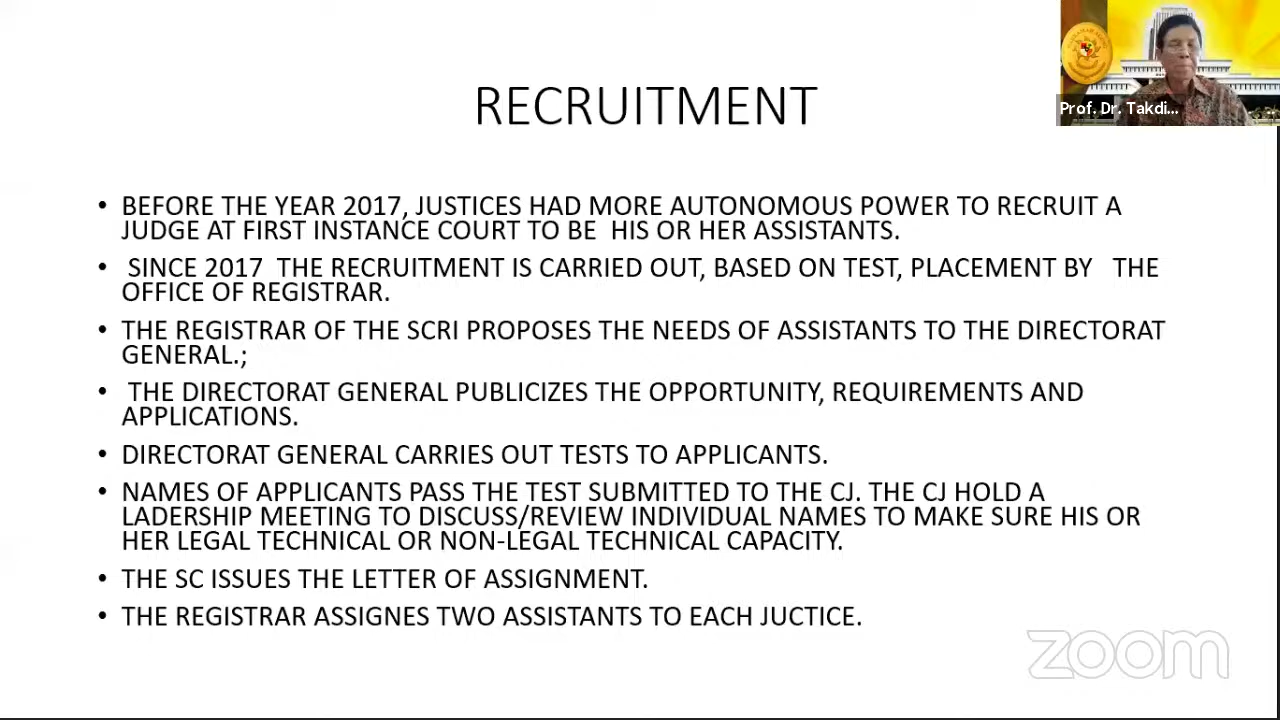 RECRUITMENT
Prof. Dr. Takdi...
• BEFORE THE YEAR 2017, JUSTICES HAD MORE AUTONOMOUS POWER TO RECRUIT A
JUDGE AT FIRST INSTANCE COURT TO BE HIS OR HER ASSISTANTS.
• SINCE 2017 THE RECRUITMENT IS CARRIED OUT, BASED ON TEST, PLACEMENT BY THE
OFFICE OF REGISTRAR.
• THE REGISTRAR OF THE SCRI PROPOSES THE NEEDS OF ASSISTANTS TO THE DIRECTORAT
GENERAL.;
• THE DIRECTORAT GENERAL PUBLICIZES THE OPPORTUNITY, REQUIREMENTS AND
APPLICATIONS.
• DIRECTORAT GENERAL CARRIES OUT TESTS TO APPLICANTS.
• NAMES OF APPLICANTS PASS THE TEST SUBMITTED TO THE CJ. THE CJ HOLD A
LADERSHIP MEETING TO DISCUSS/REVIEW INDIVIDUAL NAMES TO MAKE SURE HIS OR
HER LEGAL TECHNICAL OR NON-LEGAL TECHNICAL CAPACITY.
• THE SC ISSUES THE LETTER OF ASSIGNMENT.
• THE REGISTRAR ASSIGNES TWO ASSISTANTS TO EACH JUCTICE.
zoom